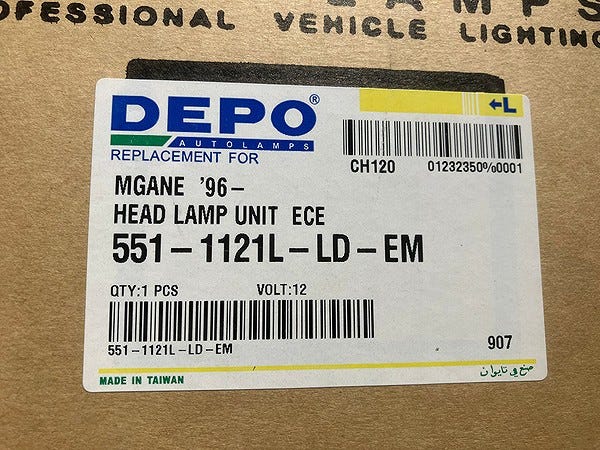 OFESSIONAL VEHICLE LIGHTING
DEPO®
AUTOLAMPS
REPLACEMENT FOR
←L
CH120 01232350%0001
MGANE '96-
HEAD LAMP UNIT ECE
551-1121L-LD-EM
QTY:1 PCS VOLT:12
551-1121L-LD-EM
907
MADE IN TAIWAN
صنع في تايوان